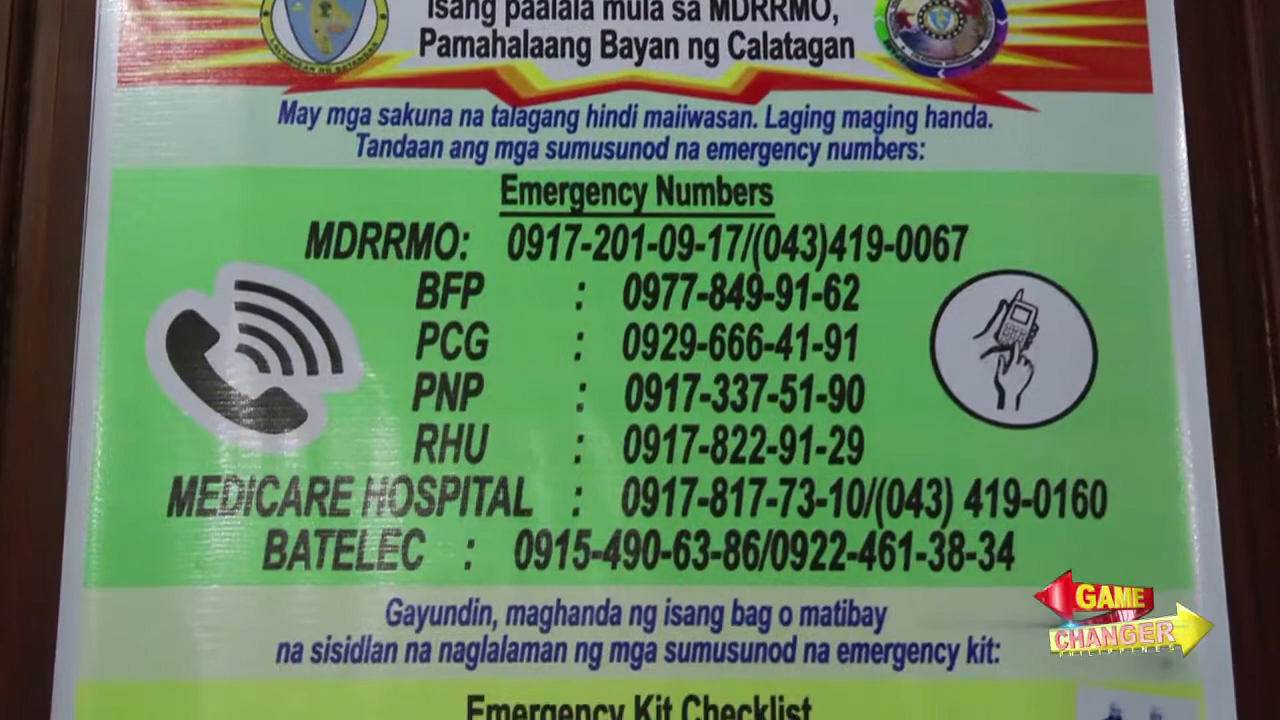 Isang paalala mula sa MDRRMO,
Pamahalaang Bayan ng Calatagan
May mga sakuna na talagang hindi maiiwasan. Laging maging handa.
Tandaan ang mga sumusunod na emergency numbers:
Emergency Numbers
MDRRMO: 0917-201-09-17/(043)419-0067
BFP : 0977-849-91-62
PCG : 0929-666-41-91
PNP : 0917-337-51-90
RHU : 0917-822-91-29
MEDICARE HOSPITAL : 0917-817-73-10/(043) 419-0160
BATELEC : 0915-490-63-86/0922-461-38-34
Gayundin, maghanda ng isang bag o matibay
na sisidlan na naglalaman ng mga sumusunod na emergency kit:
Emergency Kit Checklist
GAME
CHANGER
PHILIPPINES